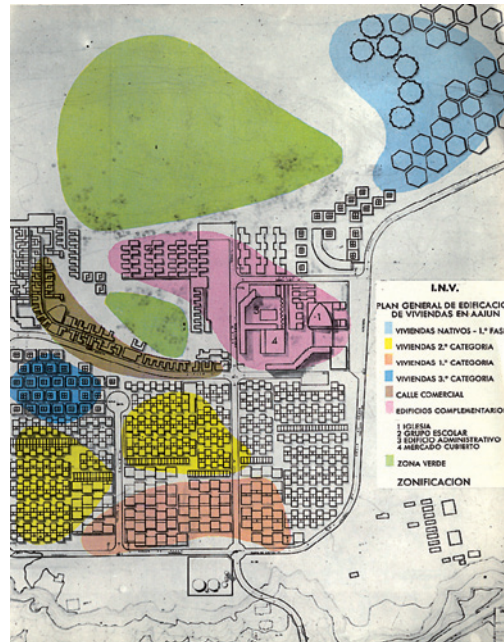 I.N.V.
PLAN GENERAL DE EDIFICACIO
DE VIVIENDAS EN AAIUN
VIVIENDAS NATIVOS - 1.ª FASE
VIVIENDAS 2.ª CATEGORIA
VIVIENDAS 1.ª CATEGORIA
VIVIENDAS 3.ª CATEGORIA
CALLE COMERCIAL
EDIFICIOS COMPLEMENTARIO
1 IGLESIA
2 GRUPO ESCOLAR
3 EDIFICIO ADMINISTRATIVO
4 MERCADO CUBIERTO
ZONA VERDE
ZONIFICACION
1
4